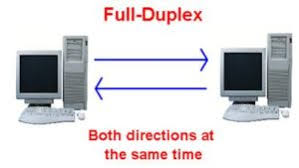 Full-Duplex
Both directions at
the same time